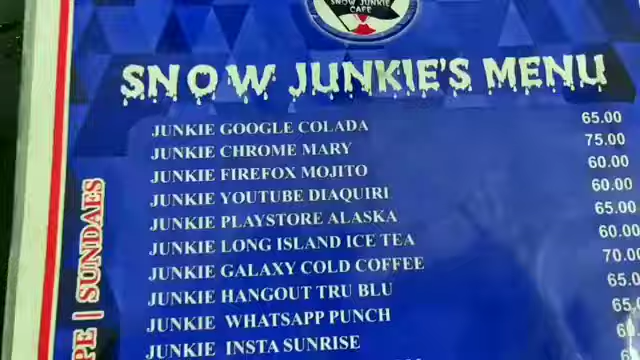 SNOW JUNKIE
CAFE
SNOW JUNKIE'S MENU
JUNKIE GOOGLE COLADA 65.00
JUNKIE CHROME MARY 75.00
JUNKIE FIREFOX MOJITO 60.00
JUNKIE YOUTUBE DIAQUIRI 60.00
JUNKIE PLAYSTORE ALASKA 65.00
JUNKIE LONG ISLAND ICE TEA 60.00
JUNKIE GALAXY COLD COFFEE 70.00
JUNKIE HANGOUT TRU BLU 65.0
JUNKIE WHATSAPP PUNCH 65.
JUNKIE INSTA SUNRISE 60
PE | SUNDAES